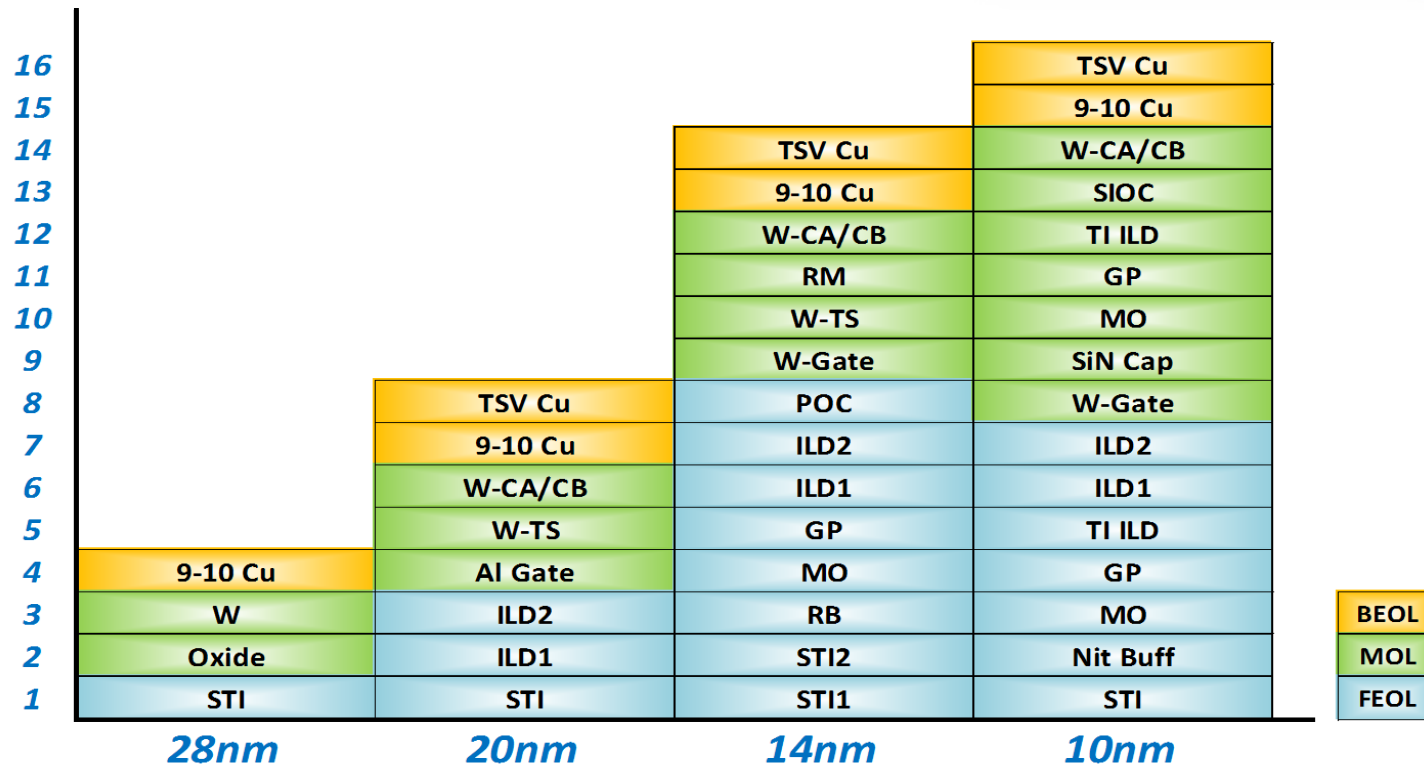 16 TSV Cu
15 9-10 Cu
14 TSV Cu W-CA/CB
13 9-10 Cu SIOC
12 W-CA/CB TI ILD
11 RM GP
10 W-TS MO
9 W-Gate SiN Cap
8 TSV Cu POC W-Gate
7 9-10 Cu ILD2 ILD2
6 W-CA/CB ILD1 ILD1
5 W-TS GP TI ILD
4 9-10 Cu Al Gate MO GP
3 W ILD2 RB MO BEOL
2 Oxide ILD1 STI2 Nit Buff MOL
1 STI STI STI1 STI FEOL
28nm 20nm 14nm 10nm